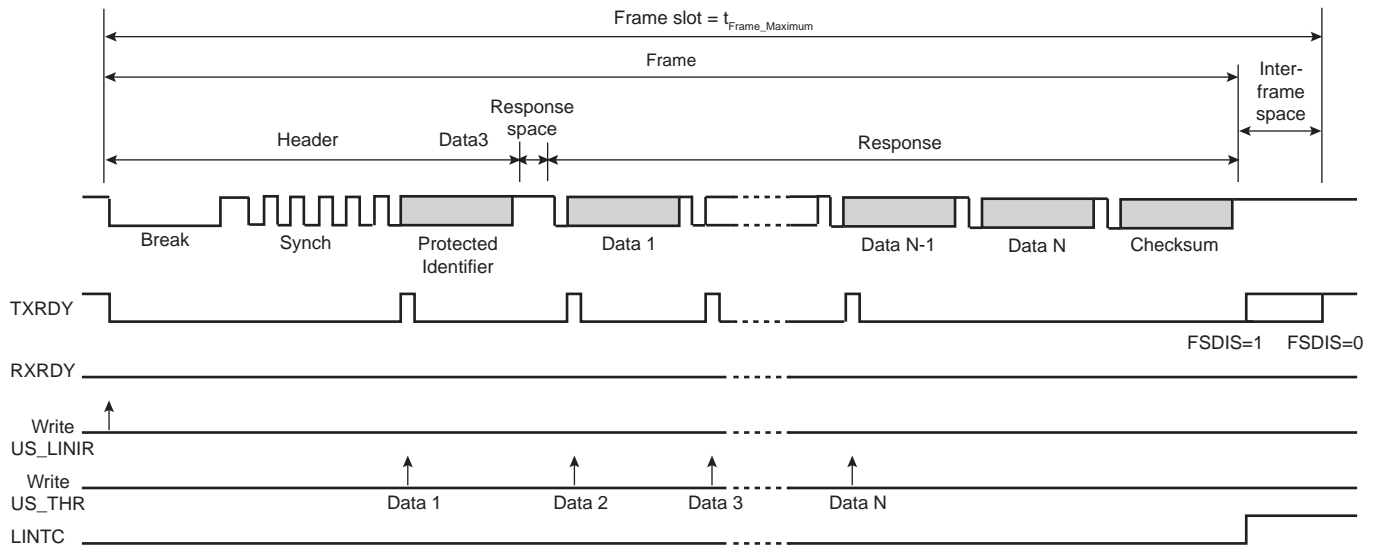 Frame slot = tFrame_Maximum
Frame
Inter-
frame
space
Response
space
Header
Data3
Response
Break
Synch
Protected
Identifier
Data 1
Data N-1
Data N
Checksum
TXRDY
FSDIS=1
FSDIS=0
RXRDY
Write
US_LINIR
Write
US_THR
Data 1
Data 2
Data 3
Data N
LINTC